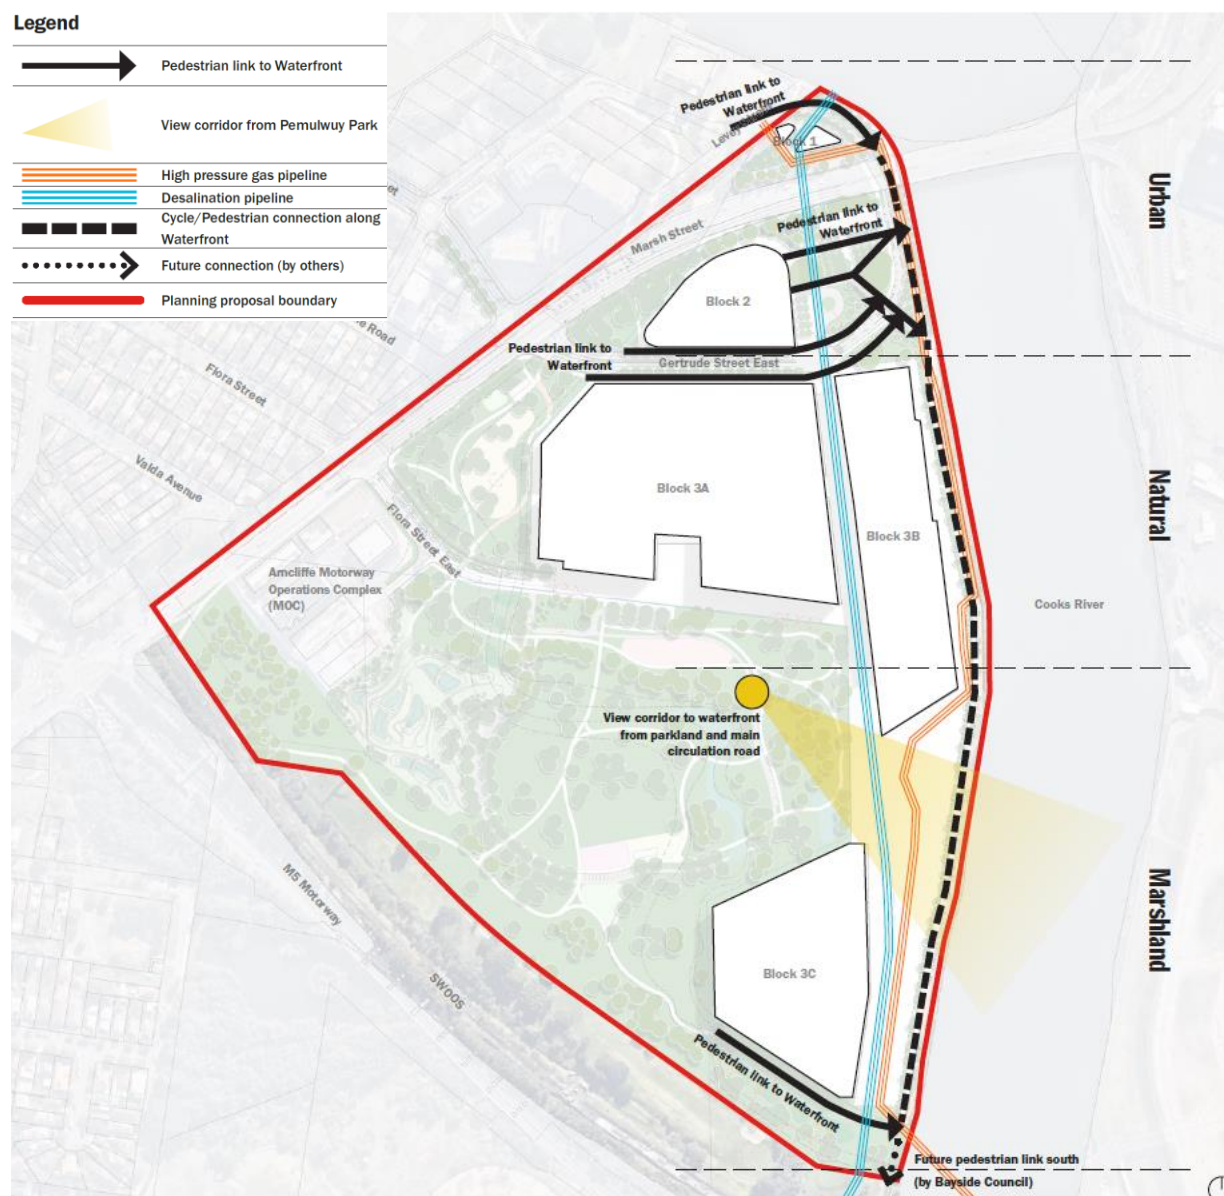 Legend
Pedestrian link to Waterfront
View corridor from Pemulwuy Park
High pressure gas pipeline
Desalination pipeline
Cycle/Pedestrian connection along
Waterfront
Future connection (by others)
Planning proposal boundary
Pedestrian link to
Waterfront
Levey
Block 1
Urban
Marsh Street
Pedestrian link to
Waterfront
Block 2
Pedestrian link to
Waterfront
Gertrude Street East
Flora Street
Valda Avenue
Block 3A
Natural
Flora Street East
Block 3B
Arncliffe Motorway
Operations Complex
(MOC)
Cooks River
View corridor to waterfront
from parkland and main
circulation road
M5 Motorway
SWOOS
Marshland
Block 3C
Pedestrian link to Waterfront
Future pedestrian link south
(by Bayside Council)